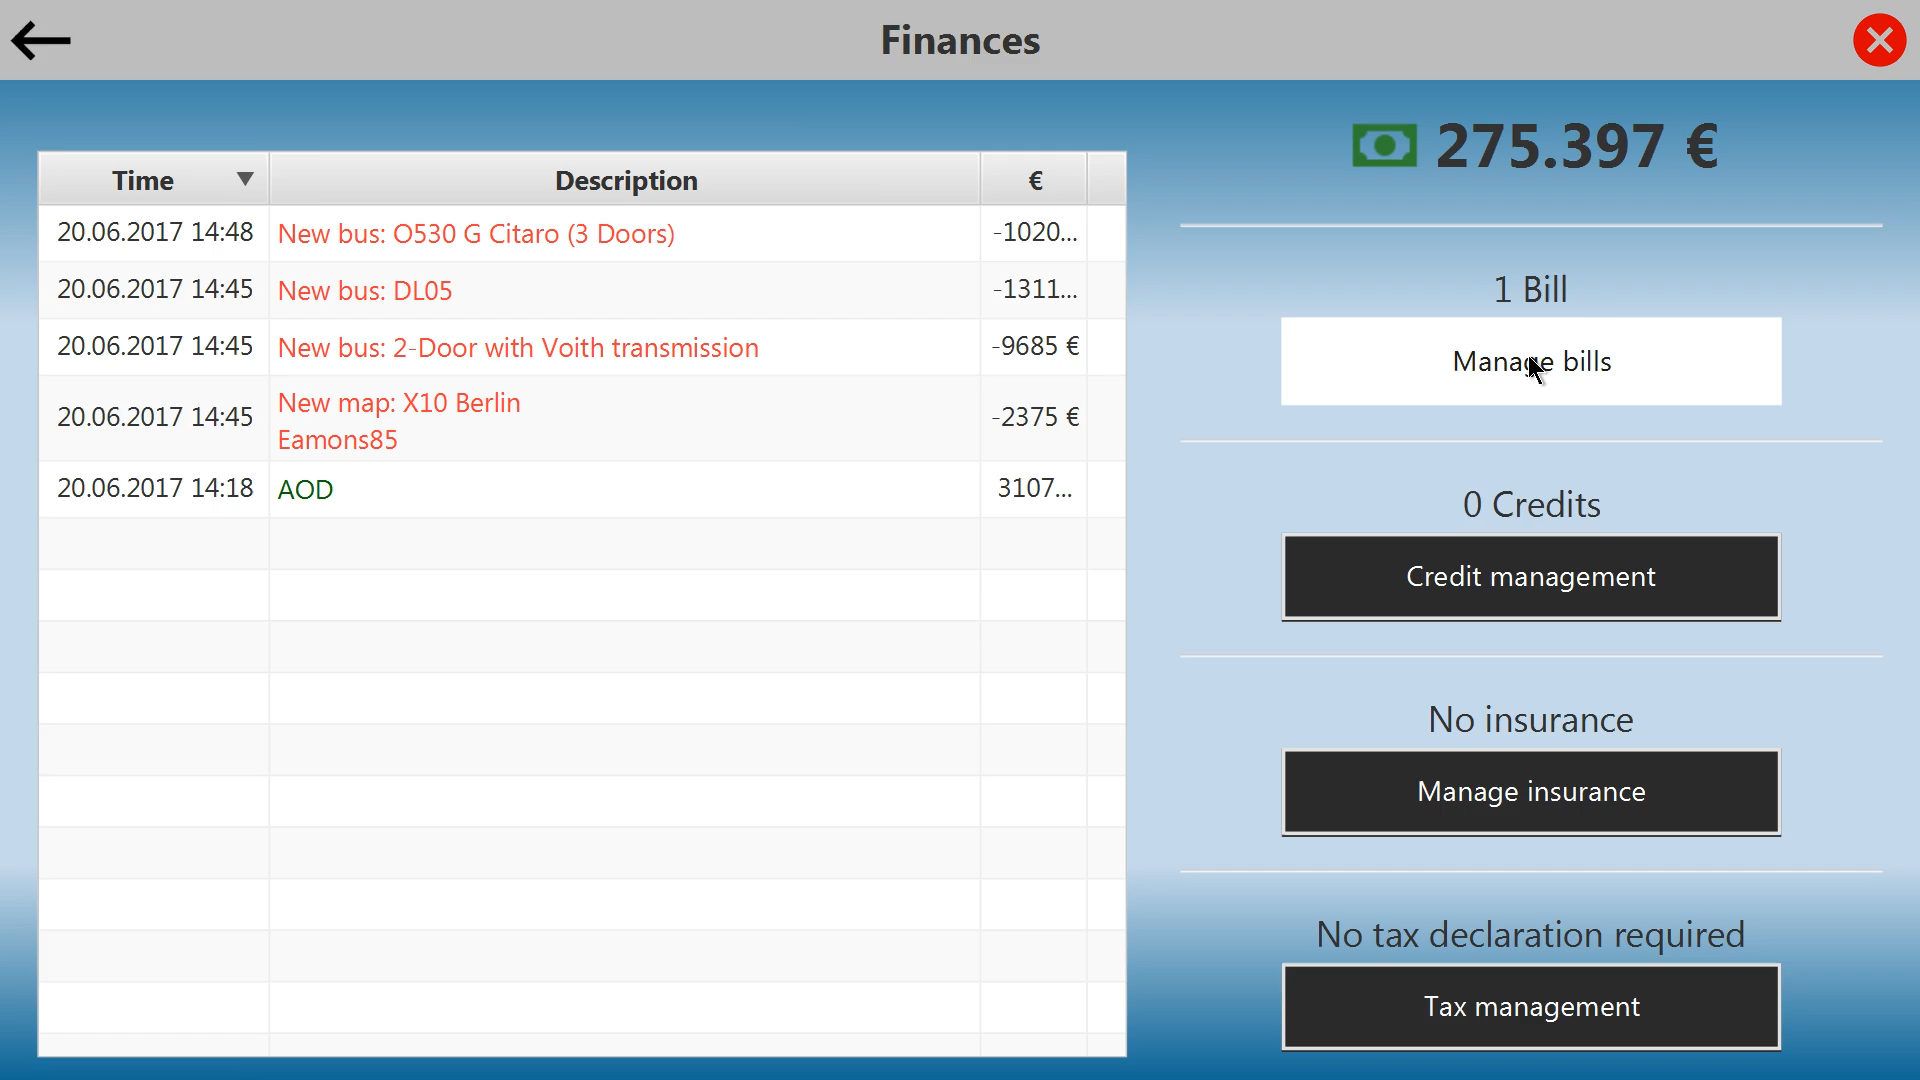 Finances
275.397 €
Time Description €
20.06.2017 14:48 New bus: O530 G Citaro (3 Doors) -1020...
20.06.2017 14:45 New bus: DL05 -1311...
20.06.2017 14:45 New bus: 2-Door with Voith transmission -9685 €
20.06.2017 14:45 New map: X10 Berlin -2375 €
Eamons85
20.06.2017 14:18 AOD 3107...
1 Bill
Manage bills
0 Credits
Credit management
No insurance
Manage insurance
No tax declaration required
Tax management